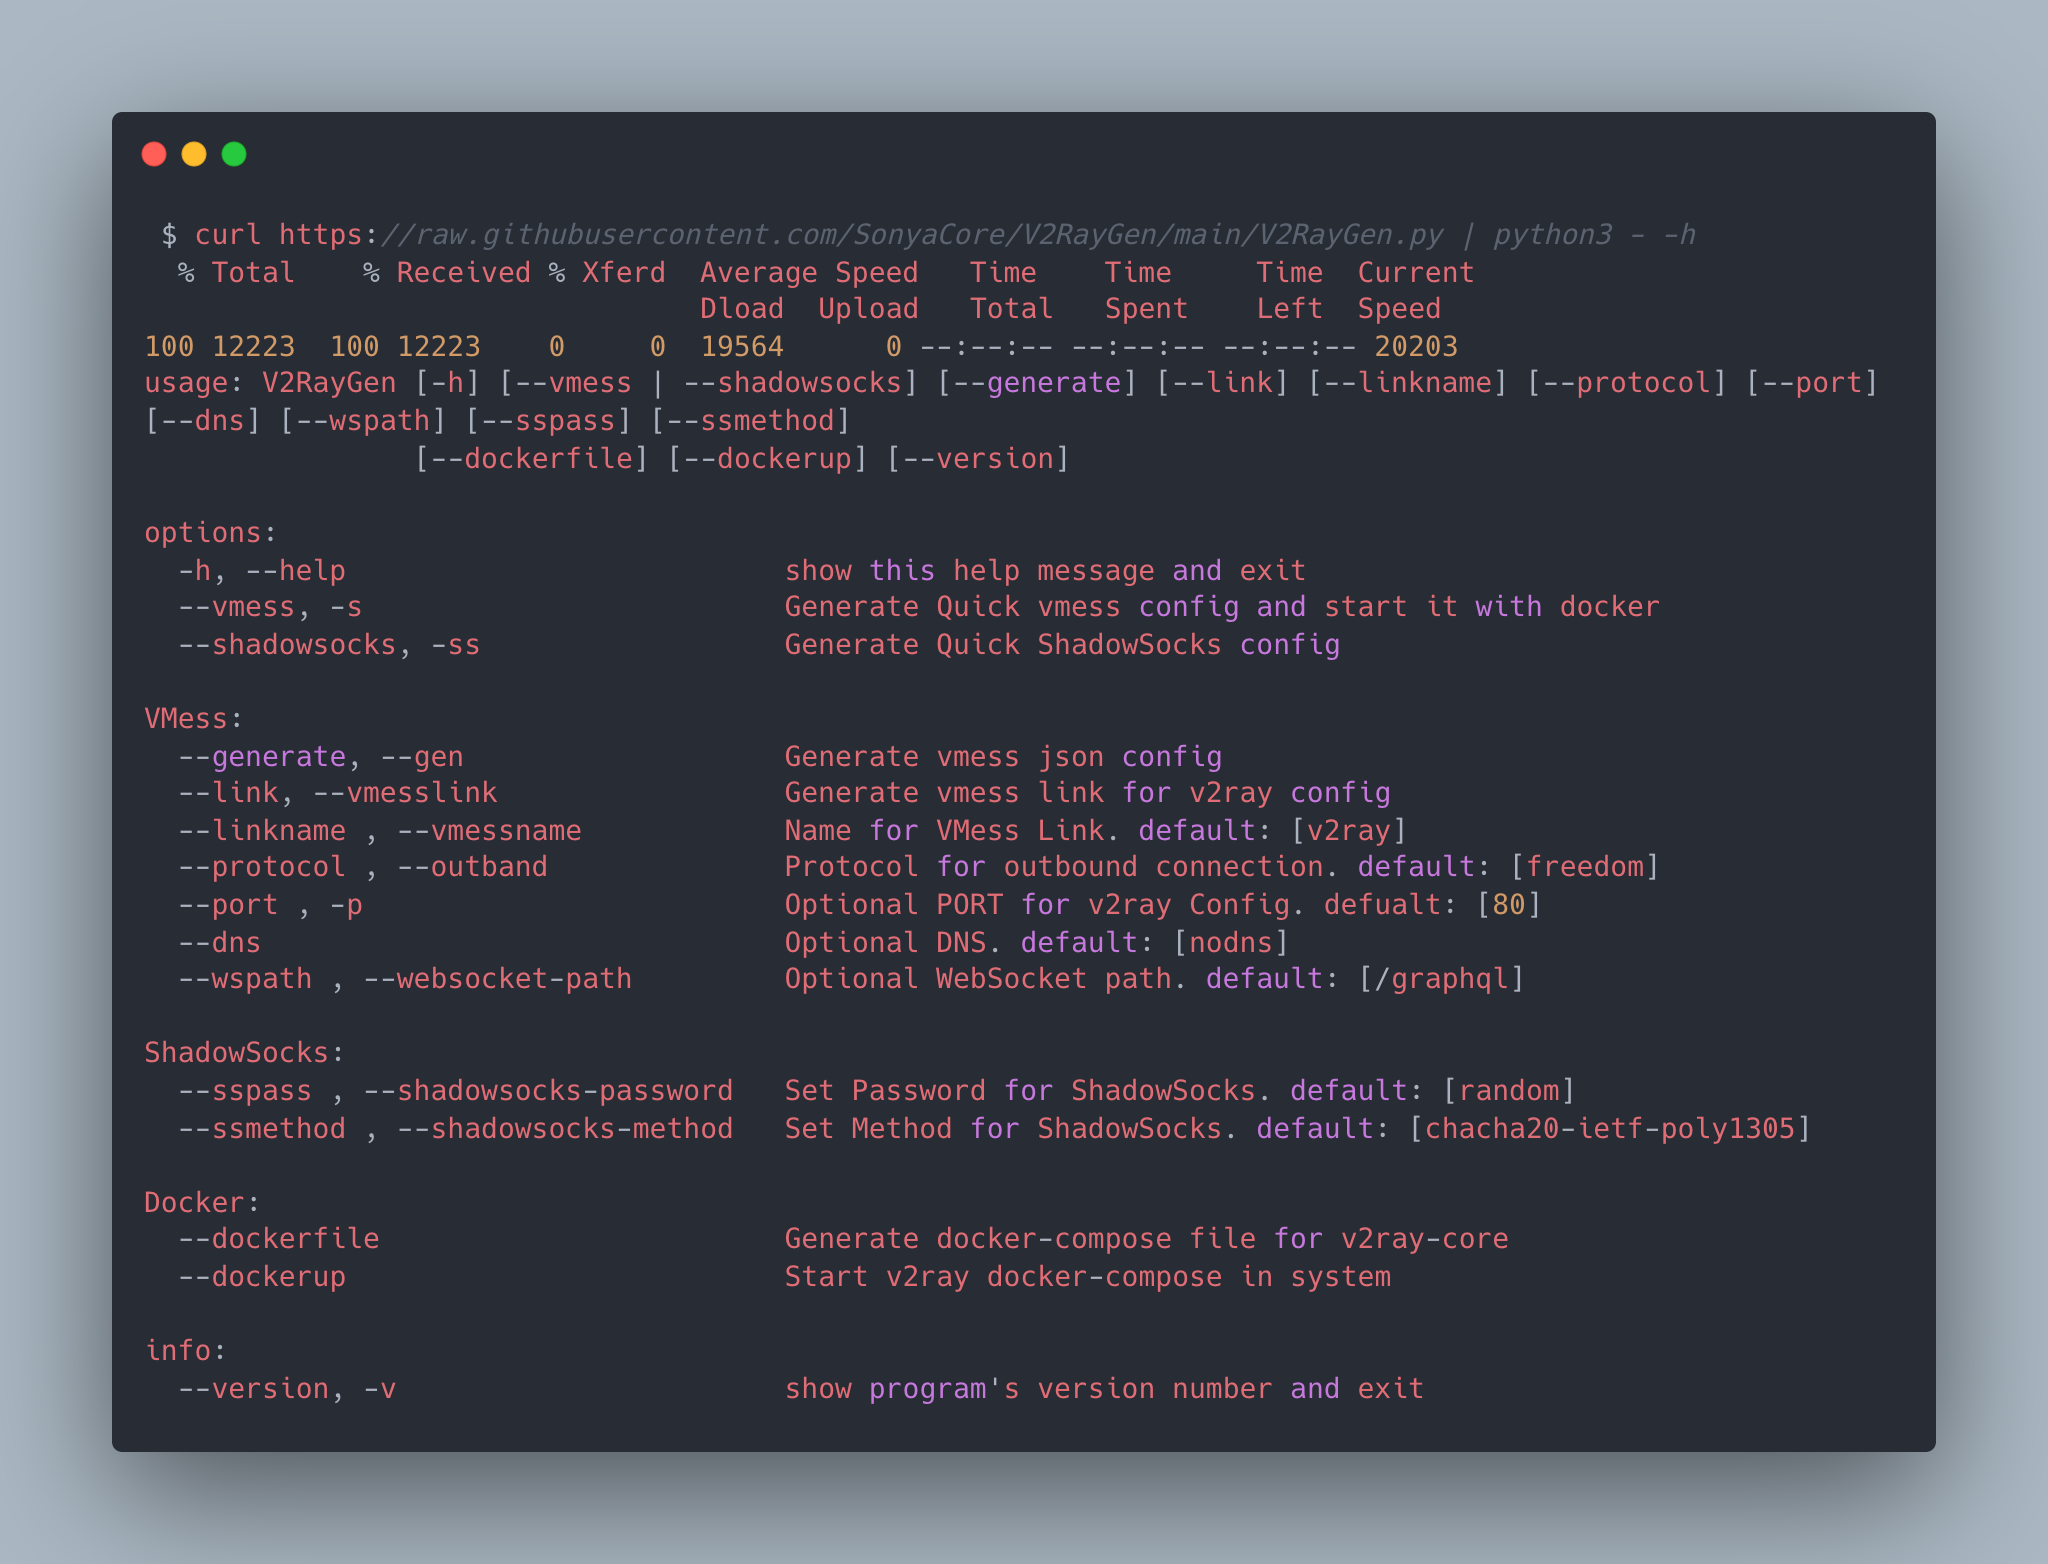 $ curl https://raw.githubusercontent.com/SonyaCore/V2RayGen/main/V2RayGen.py | python3 - -h
  % Total    % Received % Xferd  Average Speed   Time    Time     Time  Current
                                 Dload  Upload   Total   Spent    Left  Speed
100 12223  100 12223    0     0  19564      0 --:--:-- --:--:-- --:--:-- 20203
usage: V2RayGen [-h] [--vmess | --shadowsocks] [--generate] [--link] [--linkname] [--protocol] [--port]
[--dns] [--wspath] [--sspass] [--ssmethod]
                [--dockerfile] [--dockerup] [--version]

options:
  -h, --help                          show this help message and exit
  --vmess, -s                         Generate Quick vmess config and start it with docker
  --shadowsocks, -ss                  Generate Quick ShadowSocks config

VMess:
  --generate, --gen                   Generate vmess json config
  --link, --vmesslink                 Generate vmess link for v2ray config
  --linkname , --vmessname            Name for VMess Link. default: [v2ray]
  --protocol , --outband              Protocol for outbound connection. default: [freedom]
  --port , -p                         Optional PORT for v2ray Config. defualt: [80]
  --dns                               Optional DNS. default: [nodns]
  --wspath , --websocket-path         Optional WebSocket path. default: [/graphql]

ShadowSocks:
  --sspass , --shadowsocks-password   Set Password for ShadowSocks. default: [random]
  --ssmethod , --shadowsocks-method   Set Method for ShadowSocks. default: [chacha20-ietf-poly1305]

Docker:
  --dockerfile                        Generate docker-compose file for v2ray-core
  --dockerup                          Start v2ray docker-compose in system

info:
  --version, -v                       show program's version number and exit